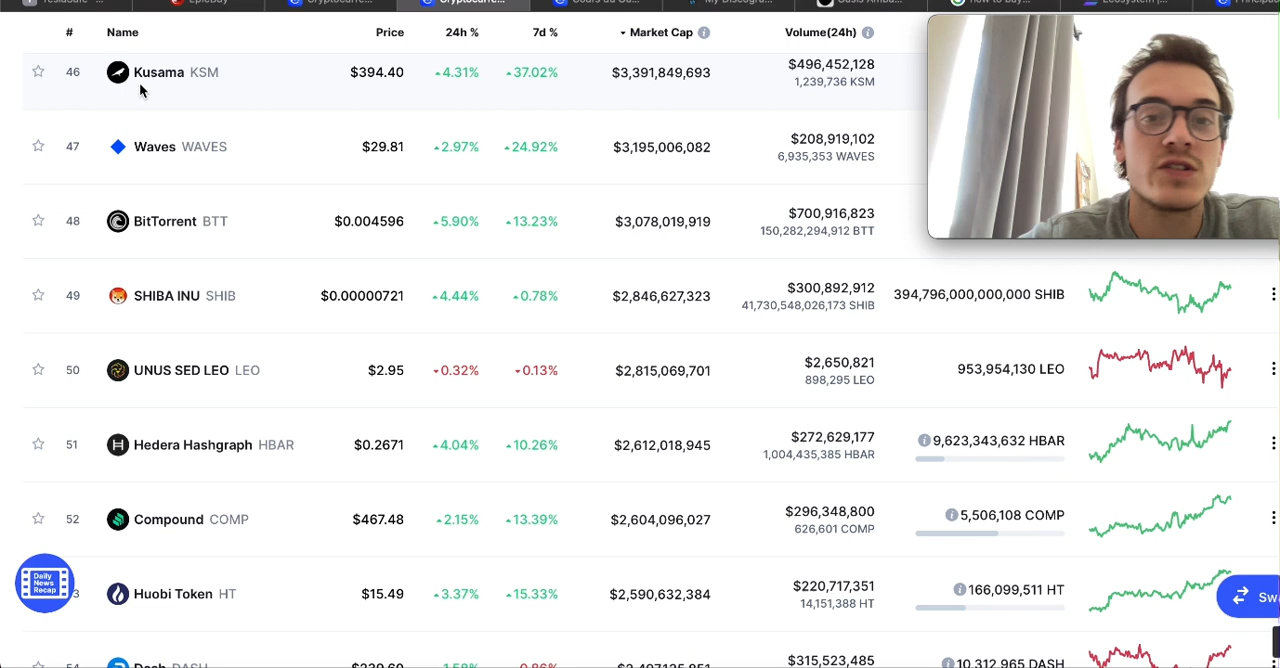 # Name Price 24h % 7d % Market Cap Volume(24h)
46 Kusama KSM $394.40 4.31% 37.02% $3,391,849,693 $496,452,128
1,239,736 KSM
47 Waves WAVES $29.81 2.97% 24.92% $3,195,006,082 $208,919,102
6,935,353 WAVES
48 BitTorrent BTT $0.004596 5.90% 13.23% $3,078,019,919 $700,916,823
150,282,294,912 BTT
49 SHIBA INU SHIB $0.00000721 4.44% 0.78% $2,846,627,323 $300,892,912 394,796,000,000,000 SHIB
41,730,548,026,173 SHIB
50 UNUS SED LEO LEO $2.95 0.32% 0.13% $2,815,069,701 $2,650,821 953,954,130 LEO
898,295 LEO
51 Hedera Hashgraph HBAR $0.2671 4.04% 10.26% $2,612,018,945 $272,629,177 9,623,343,632 HBAR
1,004,435,385 HBAR
52 Compound COMP $467.48 2.15% 13.39% $2,604,096,027 $296,348,800 5,506,108 COMP
626,601 COMP
Daily
News
Recap
3 Huobi Token HT $15.49 3.37% 15.33% $2,590,632,384 $220,717,351 166,099,511 HT
14,151,388 HT
Sw
Dash DASH $315,523,485 10,312,965 DASH